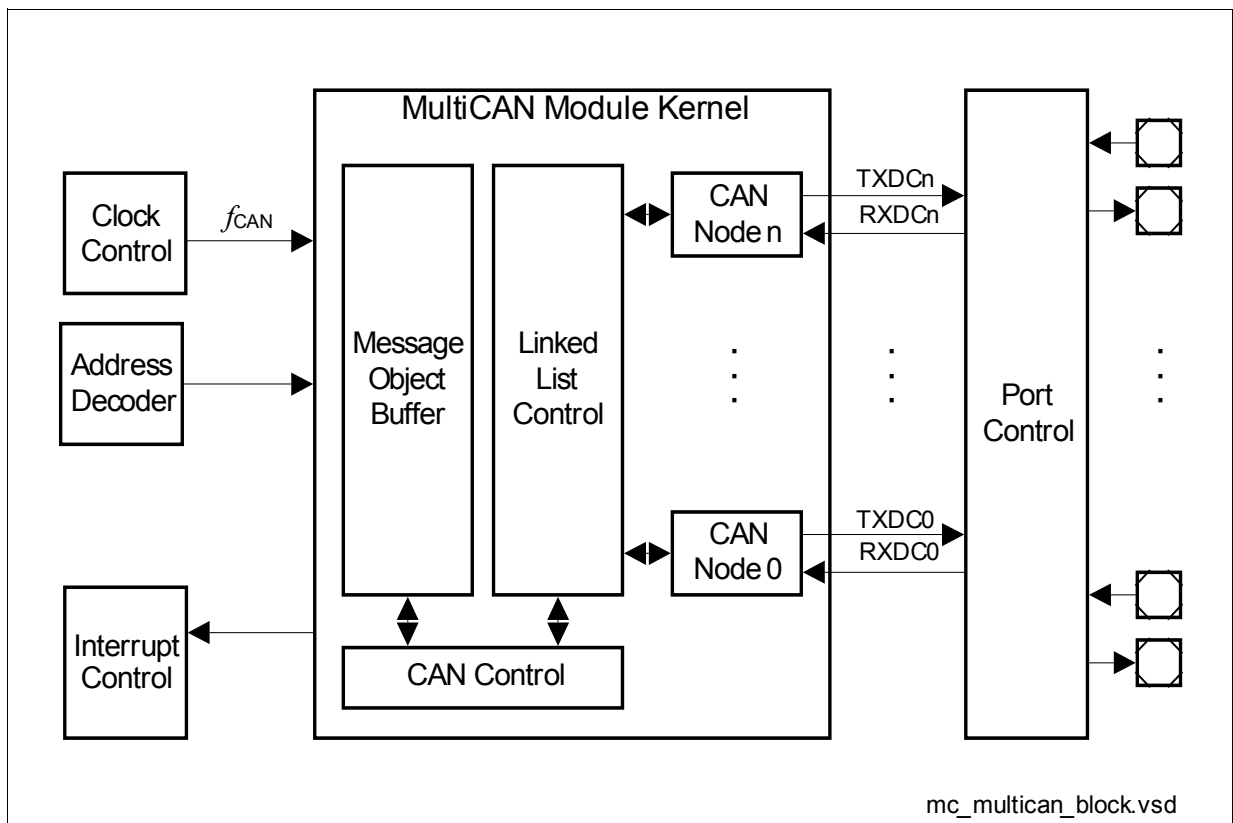 MultiCAN Module Kernel
Clock
Control
fCAN
Address
Decoder
Interrupt
Control
Message
Object
Buffer
Linked
List
Control
CAN Control
CAN
Node n
TXDCn
RXDCn
CAN
Node 0
TXDC0
RXDC0
Port
Control
mc_multican_block.vsd